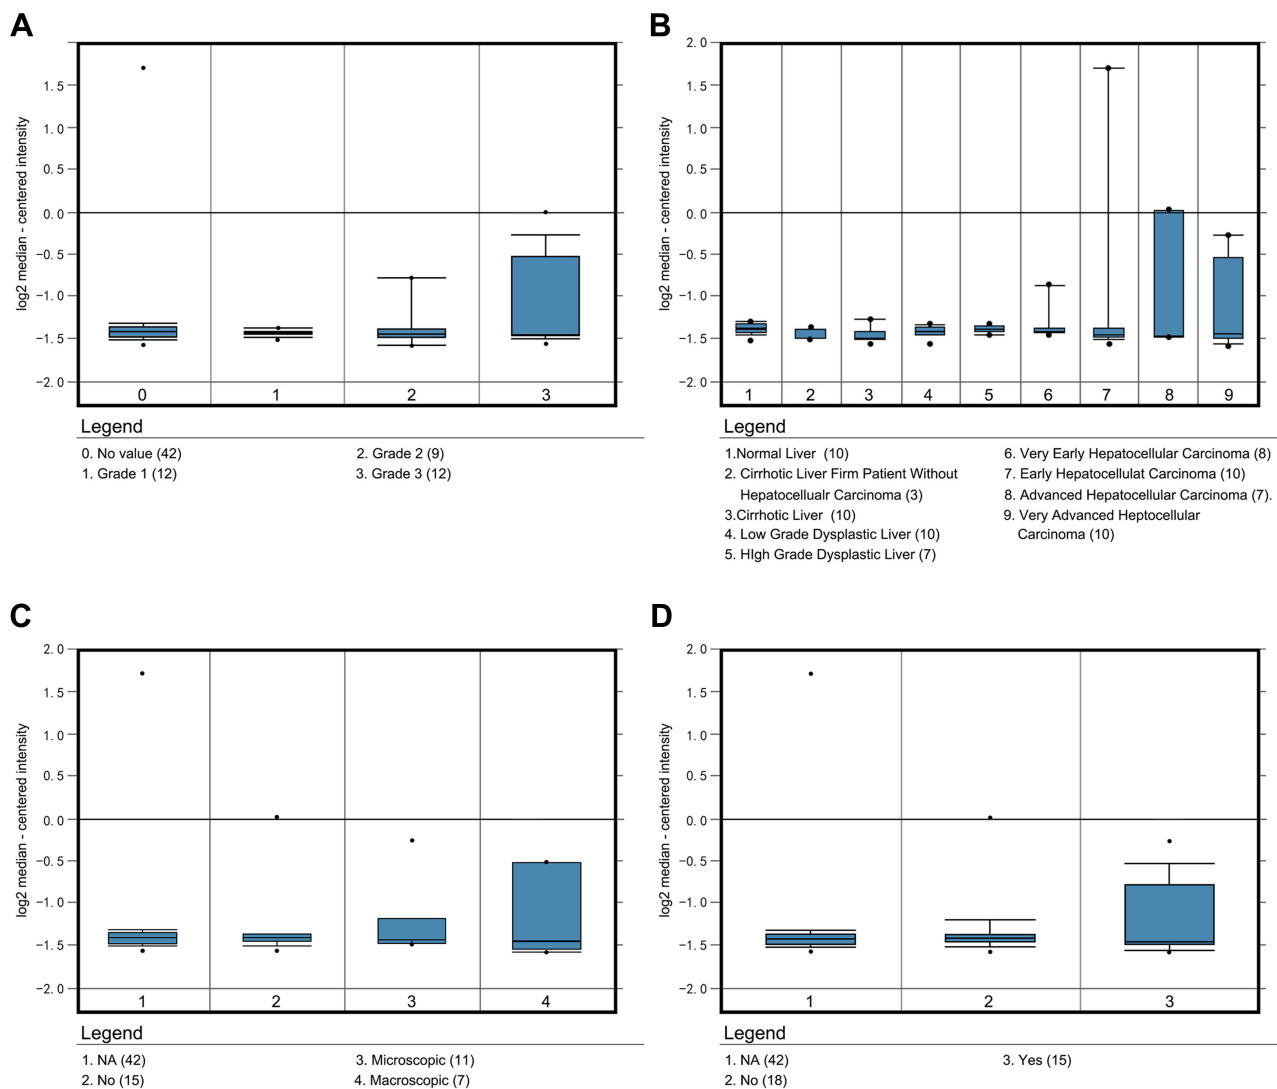 A
log2 median - centered intensity
1.5
1.0
0.5
0.0
−0.5
−1.0
−1.5
−2.0
0 1 2 3
Legend
0. No value (42) 2. Grade 2 (9)
1. Grade 1 (12) 3. Grade 3 (12)
B
log2 median - centered intensity
2.0
1.5
1.0
0.5
0.0
−0.5
−1.0
−1.5
−2.0
1 2 3 4 5 6 7 8 9
Legend
1.Normal Liver (10)
2. Cirrhotic Liver Firm Patient Without
Hepatocellualr Carcinoma (3)
3.Cirrhotic Liver (10)
4. Low Grade Dysplastic Liver (10)
5. HIgh Grade Dysplastic Liver (7)
6. Very Early Hepatocellular Carcinoma (8)
7. Early Hepatocellulat Carcinoma (10)
8. Advanced Hepatocellular Carcinoma (7).
9. Very Advanced Heptocellular
Carcinoma (10)
C
log2 median - centered intensity
2.0
1.5
1.0
0.5
0.0
−0.5
−1.0
−1.5
−2.0
1 2 3 4
Legend
1. NA (42) 3. Microscopic (11)
2. No (15) 4. Macroscopic (7)
D
log2 median - centered intensity
2.0
1.5
1.0
0.5
0.0
−0.5
−1.0
−1.5
−2.0
1 2 3
Legend
1. NA (42) 3. Yes (15)
2. No (18)